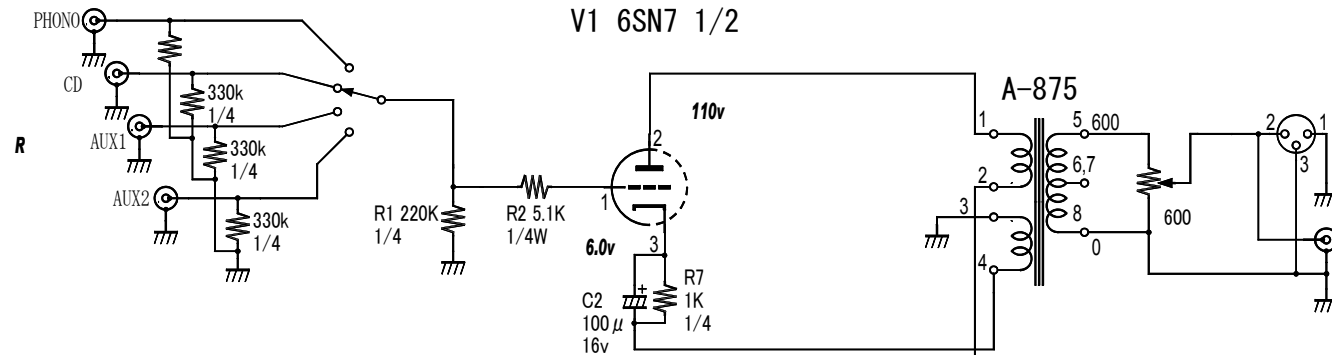 V1 6SN7 1/2
PHONO
CD
330k
1/4
R
AUX1
330k
1/4
AUX2
330k
1/4
R1 220K
1/4
R2 5.1K
1/4W
1
2
110v
6.0v
3
C2
100μ
16v
+
R7
1K
1/4
A-875
1
2
3
4
5
600
6,7
8
0
600
2
1
3